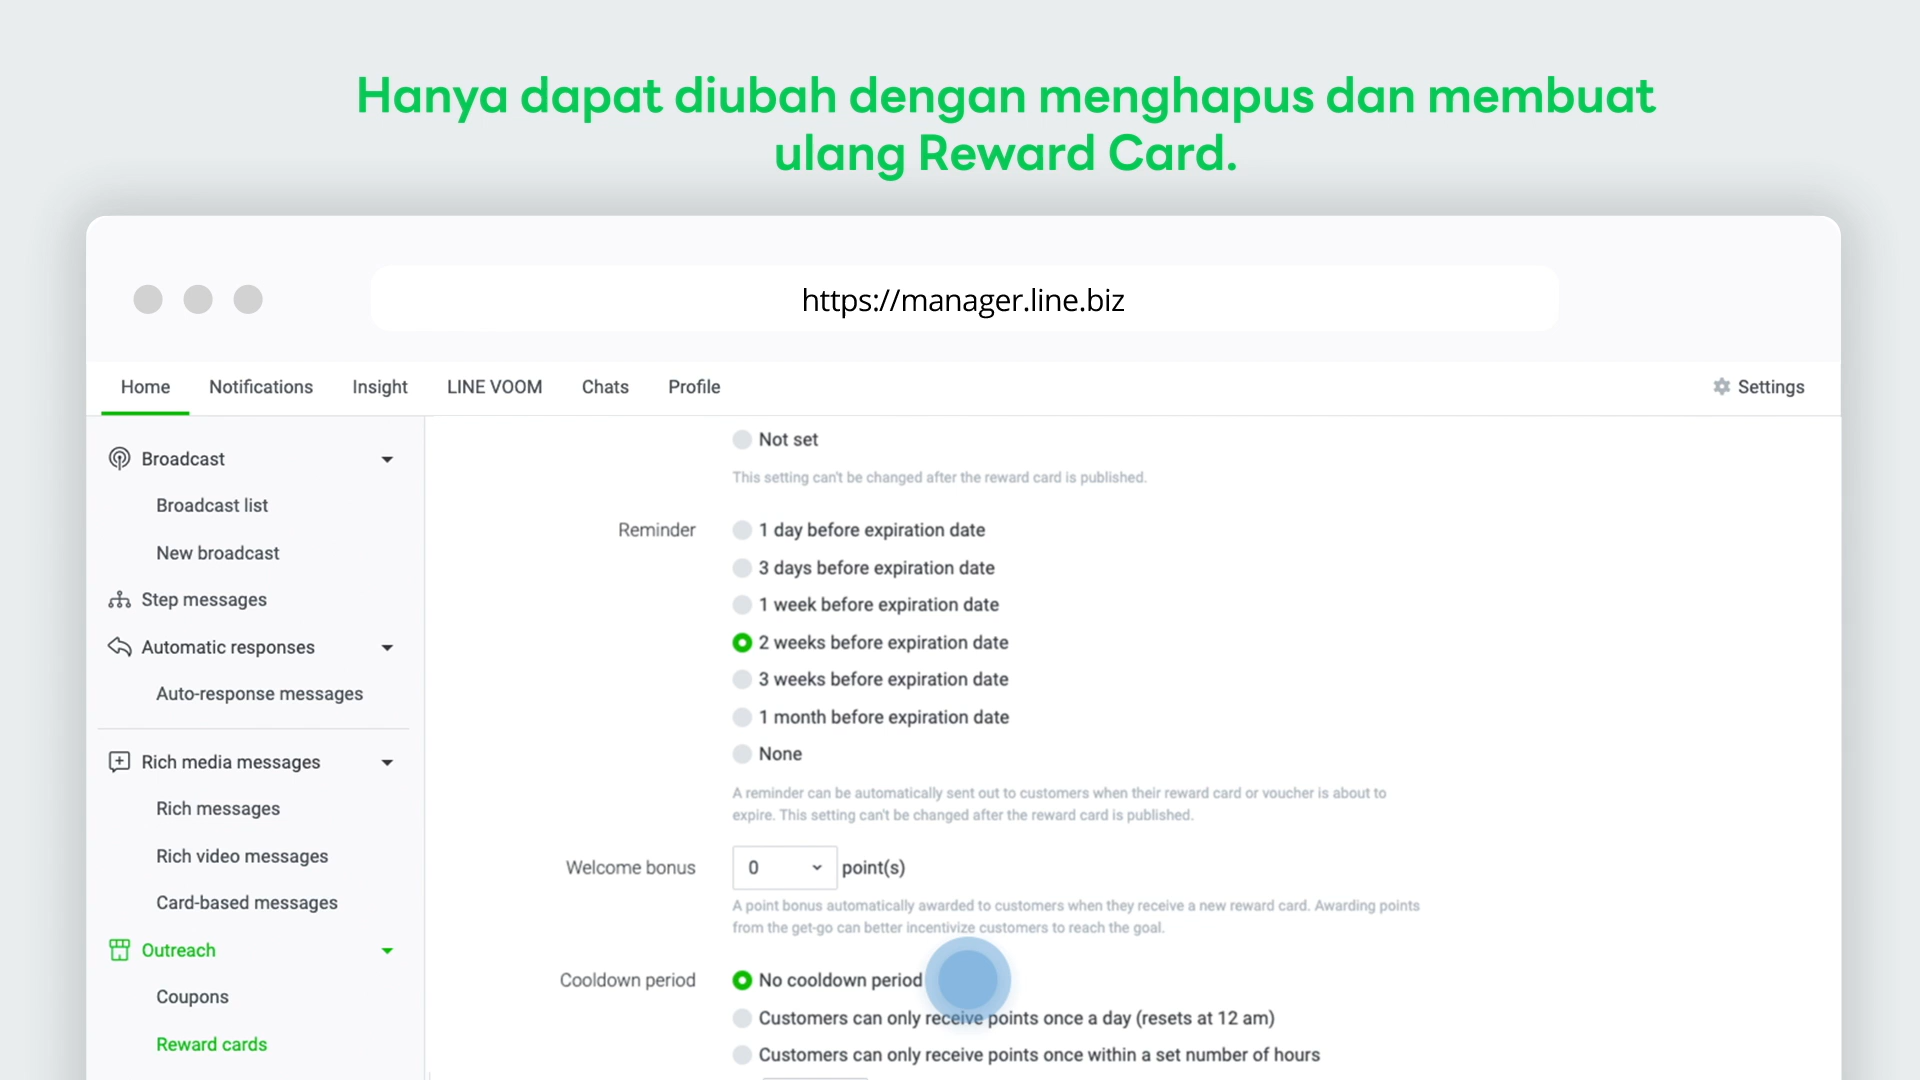 Hanya dapat diubah dengan menghapus dan membuat
ulang Reward Card.
https://manager.line.biz
Home
Notifications
Insight
LINE VOOM
Chats
Profile
Settings
Broadcast
Broadcast list
New broadcast
Step messages
Automatic responses
Auto-response messages
Rich media messages
Rich messages
Rich video messages
Card-based messages
Outreach
Coupons
Reward cards
Not set
This setting can't be changed after the reward card is published.
Reminder
1 day before expiration date
3 days before expiration date
1 week before expiration date
2 weeks before expiration date
3 weeks before expiration date
1 month before expiration date
None
A reminder can be automatically sent out to customers when their reward card or voucher is about to
expire. This setting can't be changed after the reward card is published.
Welcome bonus
0
point(s)
A point bonus automatically awarded to customers when they receive a new reward card. Awarding points
from the get-go can better incentivize customers to reach the goal.
Cooldown period
No cooldown period
Customers can only receive points once a day (resets at 12 am)
Customers can only receive points once within a set number of hours